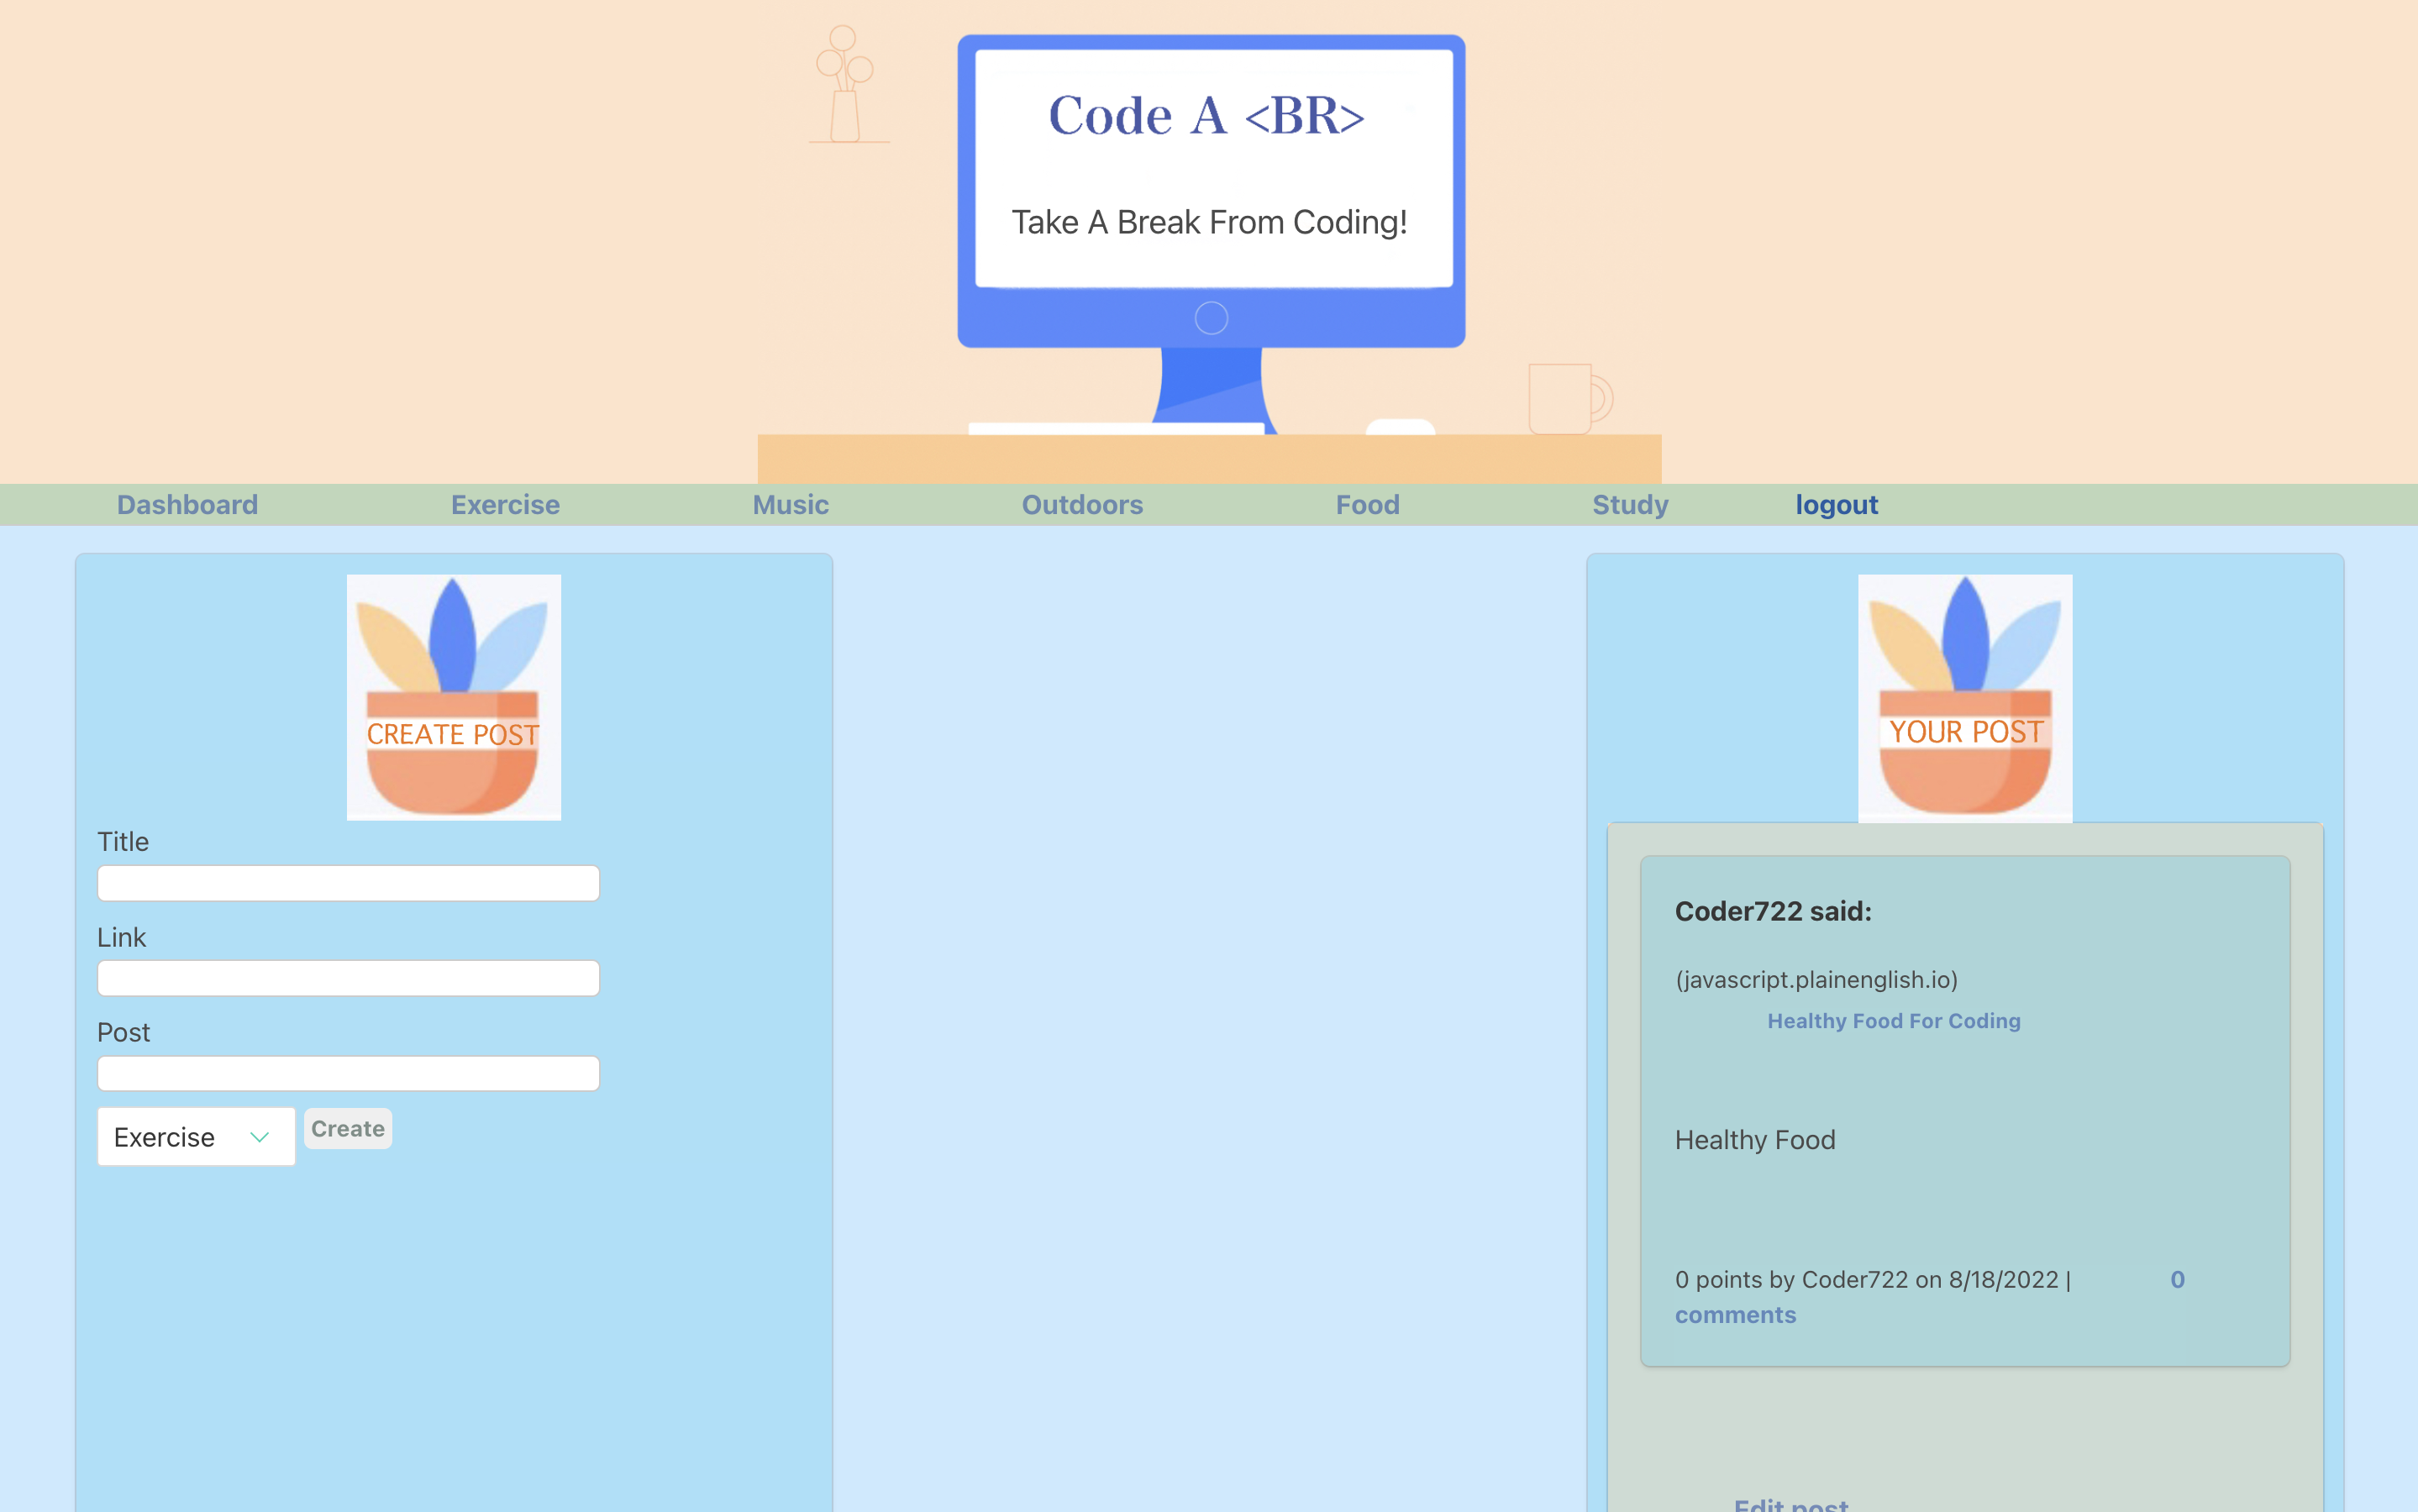 Code A <BR>
Take A Break From Coding!
Dashboard Exercise Music Outdoors Food Study logout
CREATE POST
Title
Link
Post
Exercise
Create
YOUR POST
Coder722 said:
(javascript.plainenglish.io)
Healthy Food For Coding
Healthy Food
0 points by Coder722 on 8/18/2022 | 0
comments
Edit post